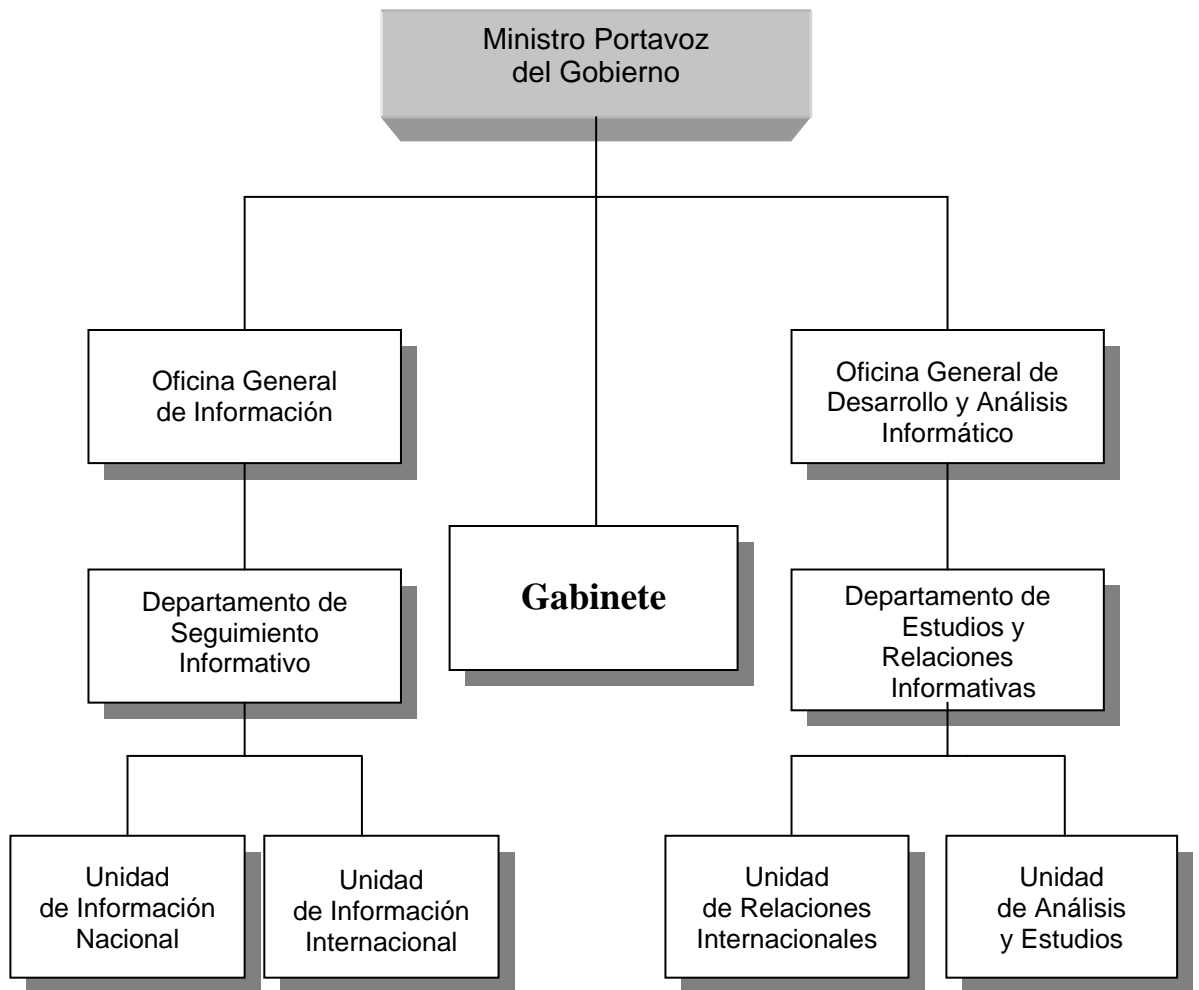 Ministro Portavoz
del Gobierno
Oficina General
de Información
Oficina General de
Desarrollo y Análisis
Informático
Gabinete
Departamento de
Seguimiento
Informativo
Departamento de
Estudios y
Relaciones
Informativas
Unidad
de Información
Nacional
Unidad
de Información
Internacional
Unidad
de Relaciones
Internacionales
Unidad
de Análisis
y Estudios